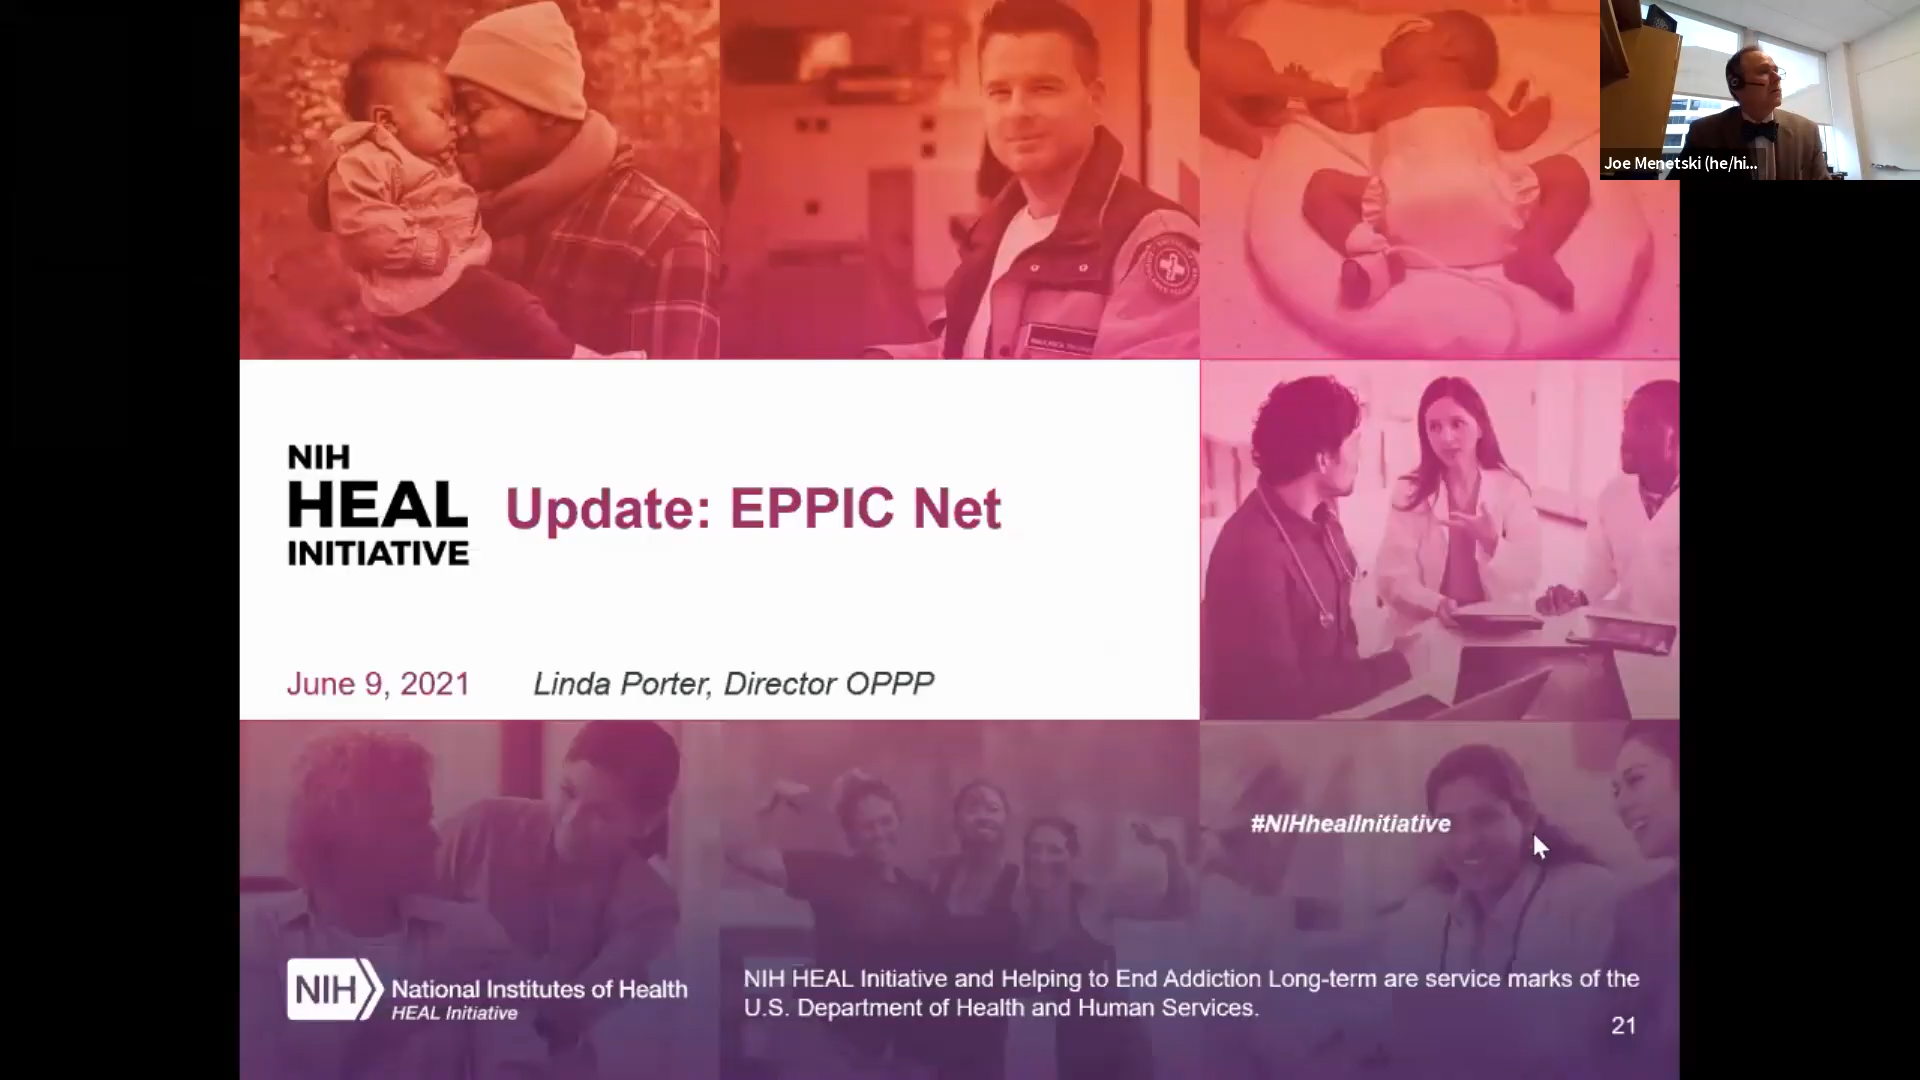 Joe Menetski (he/hi...
NIH
HEAL
INITIATIVE
Update: EPPIC Net
June 9, 2021
Linda Porter, Director OPPP
#NIHhealInitiative
NIH
National Institutes of Health
HEAL Initiative
NIH HEAL Initiative and Helping to End Addiction Long-term are service marks of the
U.S. Department of Health and Human Services.
21